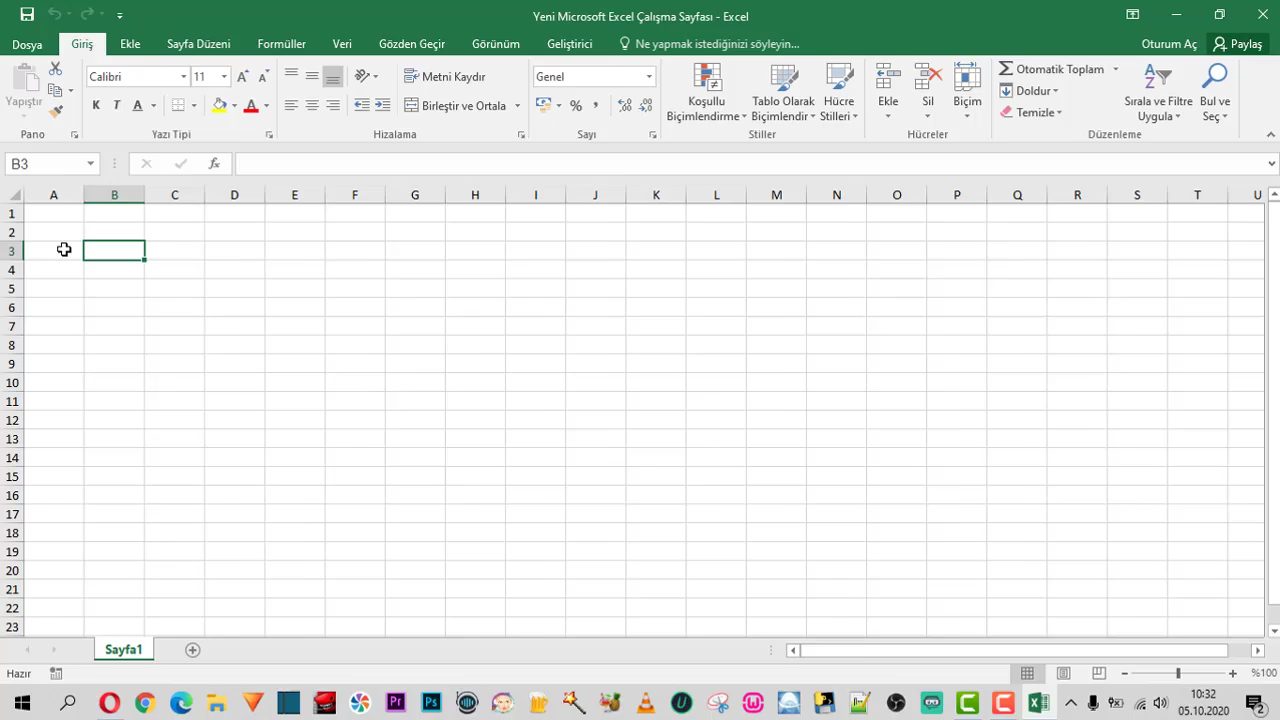 Yeni Microsoft Excel Çalışma Sayfası - Excel
Dosya Giriş Ekle Sayfa Düzeni Formüller Veri Gözden Geçir Görünüm Geliştirici Ne yapmak istediğinizi söyleyin... Oturum Aç Paylaş
Yapıştır
Calibri 11
K T A A
Metni Kaydır
Birleştir ve Ortala
Genel
%
Koşullu Biçimlendirme
Tablo Olarak Biçimlendir
Hücre Stilleri
Ekle Sil Biçim
Otomatik Toplam
Doldur
Temizle
Sırala ve Filtre Uygula
Bul ve Seç
Pano Yazı Tipi Hizalama Sayı Stiller Hücreler Düzenleme
B3 fx
A B C D E F G H I J K L M N O P Q R S T U
1
2
3
4
5
6
7
8
9
10
11
12
13
14
15
16
17
18
19
20
21
22
23
Sayfa1
Hazır %100
10:32
05.10.2020